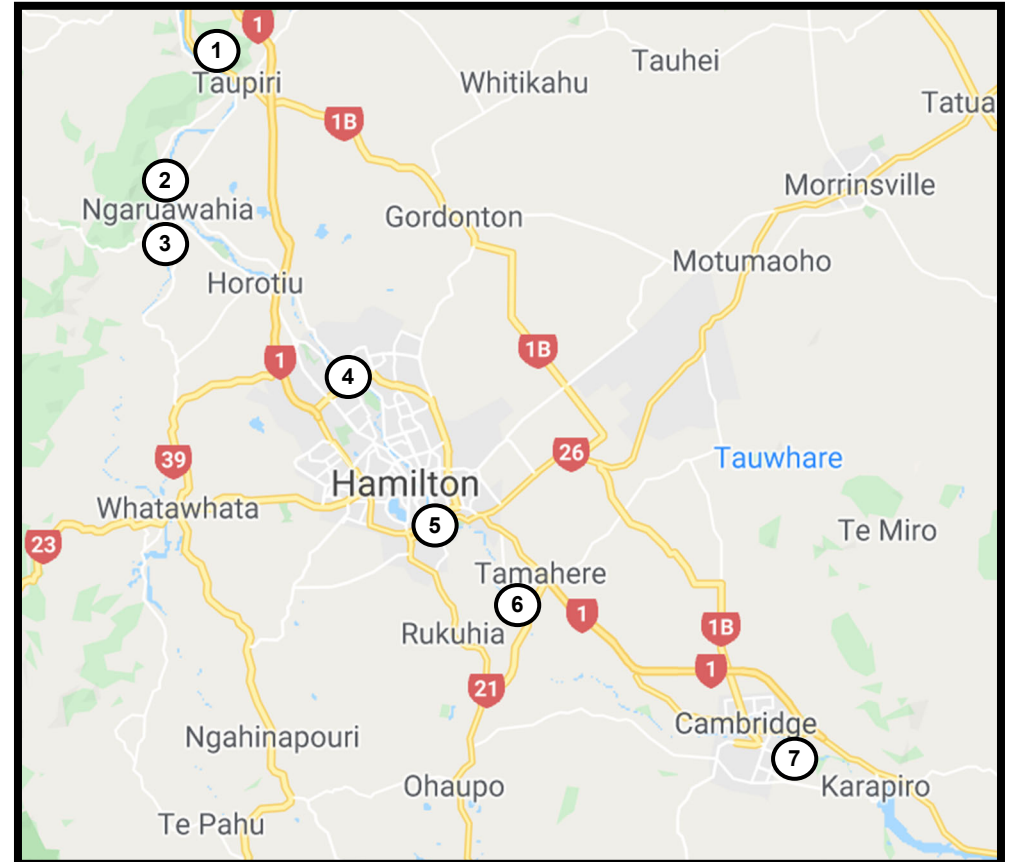 1
1
Taupiri
Whitikahu
Tauhei
Tatua
1B
2
Ngaruawahia
Gordonton
Morrinsville
3
Motumaoho
Horotiu
1
1B
4
26
39
Tauwhare
Hamilton
Whatawhata
5
Te Miro
23
Tamahere
6
1
1B
Rukuhia
1
21
Cambridge
Ngahinapouri
7
Ohaupo
Karapiro
Te Pahu